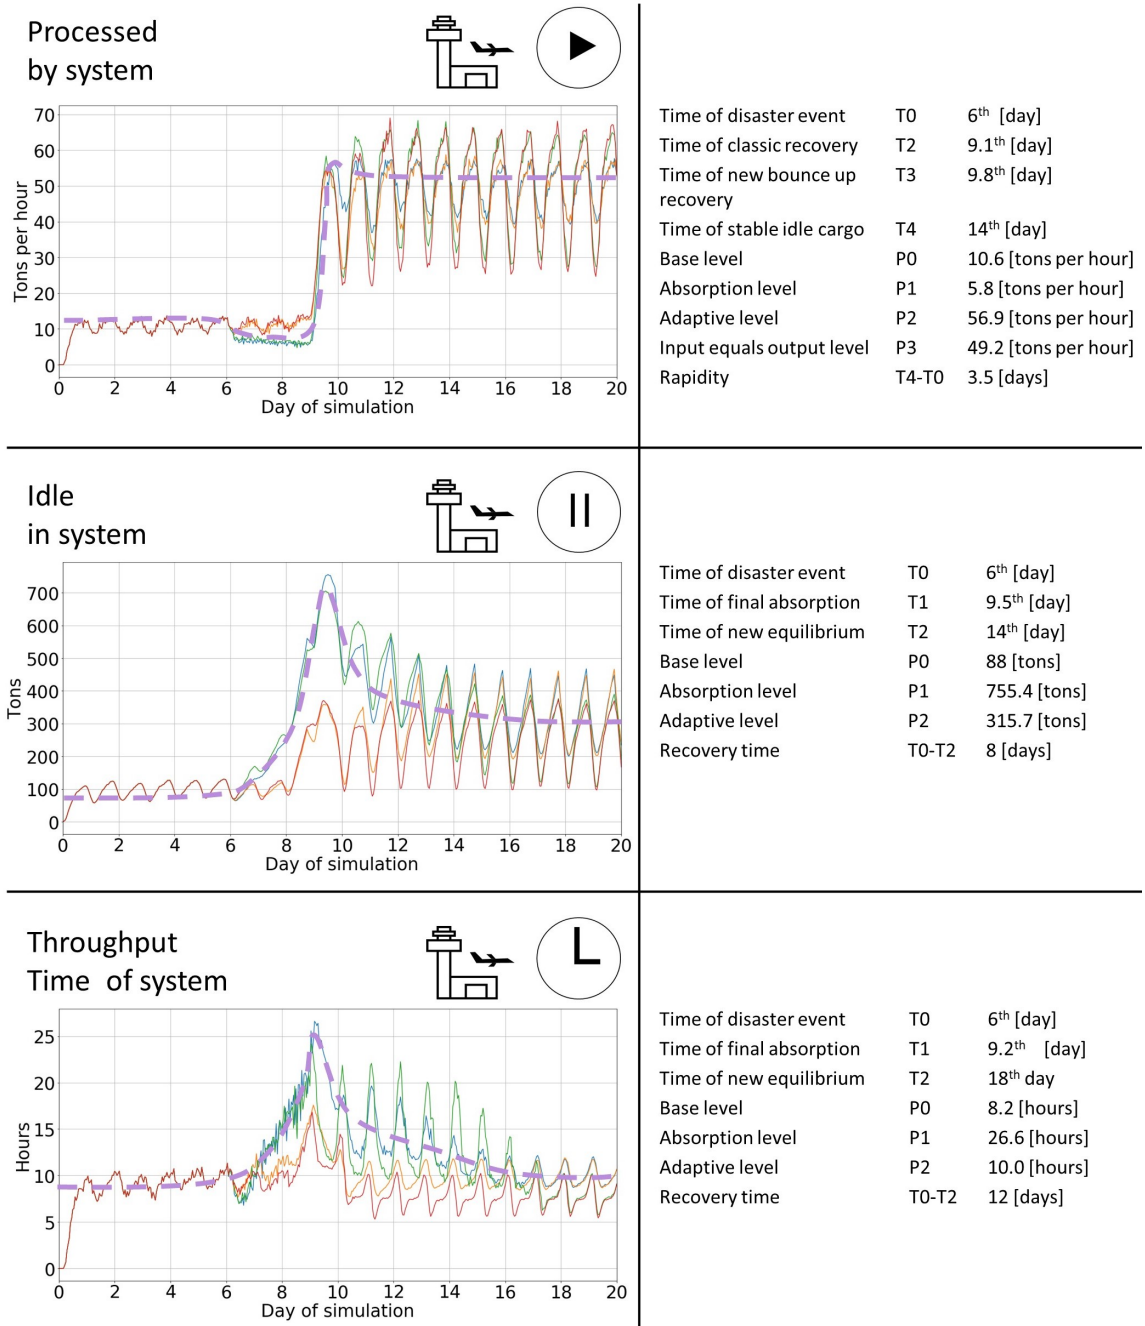 Processed
by system
70
60
50
40
30
20
10
0
Tons per hour
0 2 4 6 8 10 12 14 16 18 20
Day of simulation
Time of disaster event T0 6th [day]
Time of classic recovery T2 9.1th [day]
Time of new bounce up T3 9.8th [day]
recovery
Time of stable idle cargo T4 14th [day]
Base level P0 10.6 [tons per hour]
Absorption level P1 5.8 [tons per hour]
Adaptive level P2 56.9 [tons per hour]
Input equals output level P3 49.2 [tons per hour]
Rapidity T4-T0 3.5 [days]
Idle
in system
700
600
500
400
300
200
100
0
Tons
0 2 4 6 8 10 12 14 16 18 20
Day of simulation
Time of disaster event T0 6th [day]
Time of final absorption T1 9.5th [day]
Time of new equilibrium T2 14th [day]
Base level P0 88 [tons]
Absorption level P1 755.4 [tons]
Adaptive level P2 315.7 [tons]
Recovery time T0-T2 8 [days]
Throughput
Time of system
25
20
15
10
5
0
Hours
0 2 4 6 8 10 12 14 16 18 20
Day of simulation
Time of disaster event T0 6th [day]
Time of final absorption T1 9.2th [day]
Time of new equilibrium T2 18th day
Base level P0 8.2 [hours]
Absorption level P1 26.6 [hours]
Adaptive level P2 10.0 [hours]
Recovery time T0-T2 12 [days]